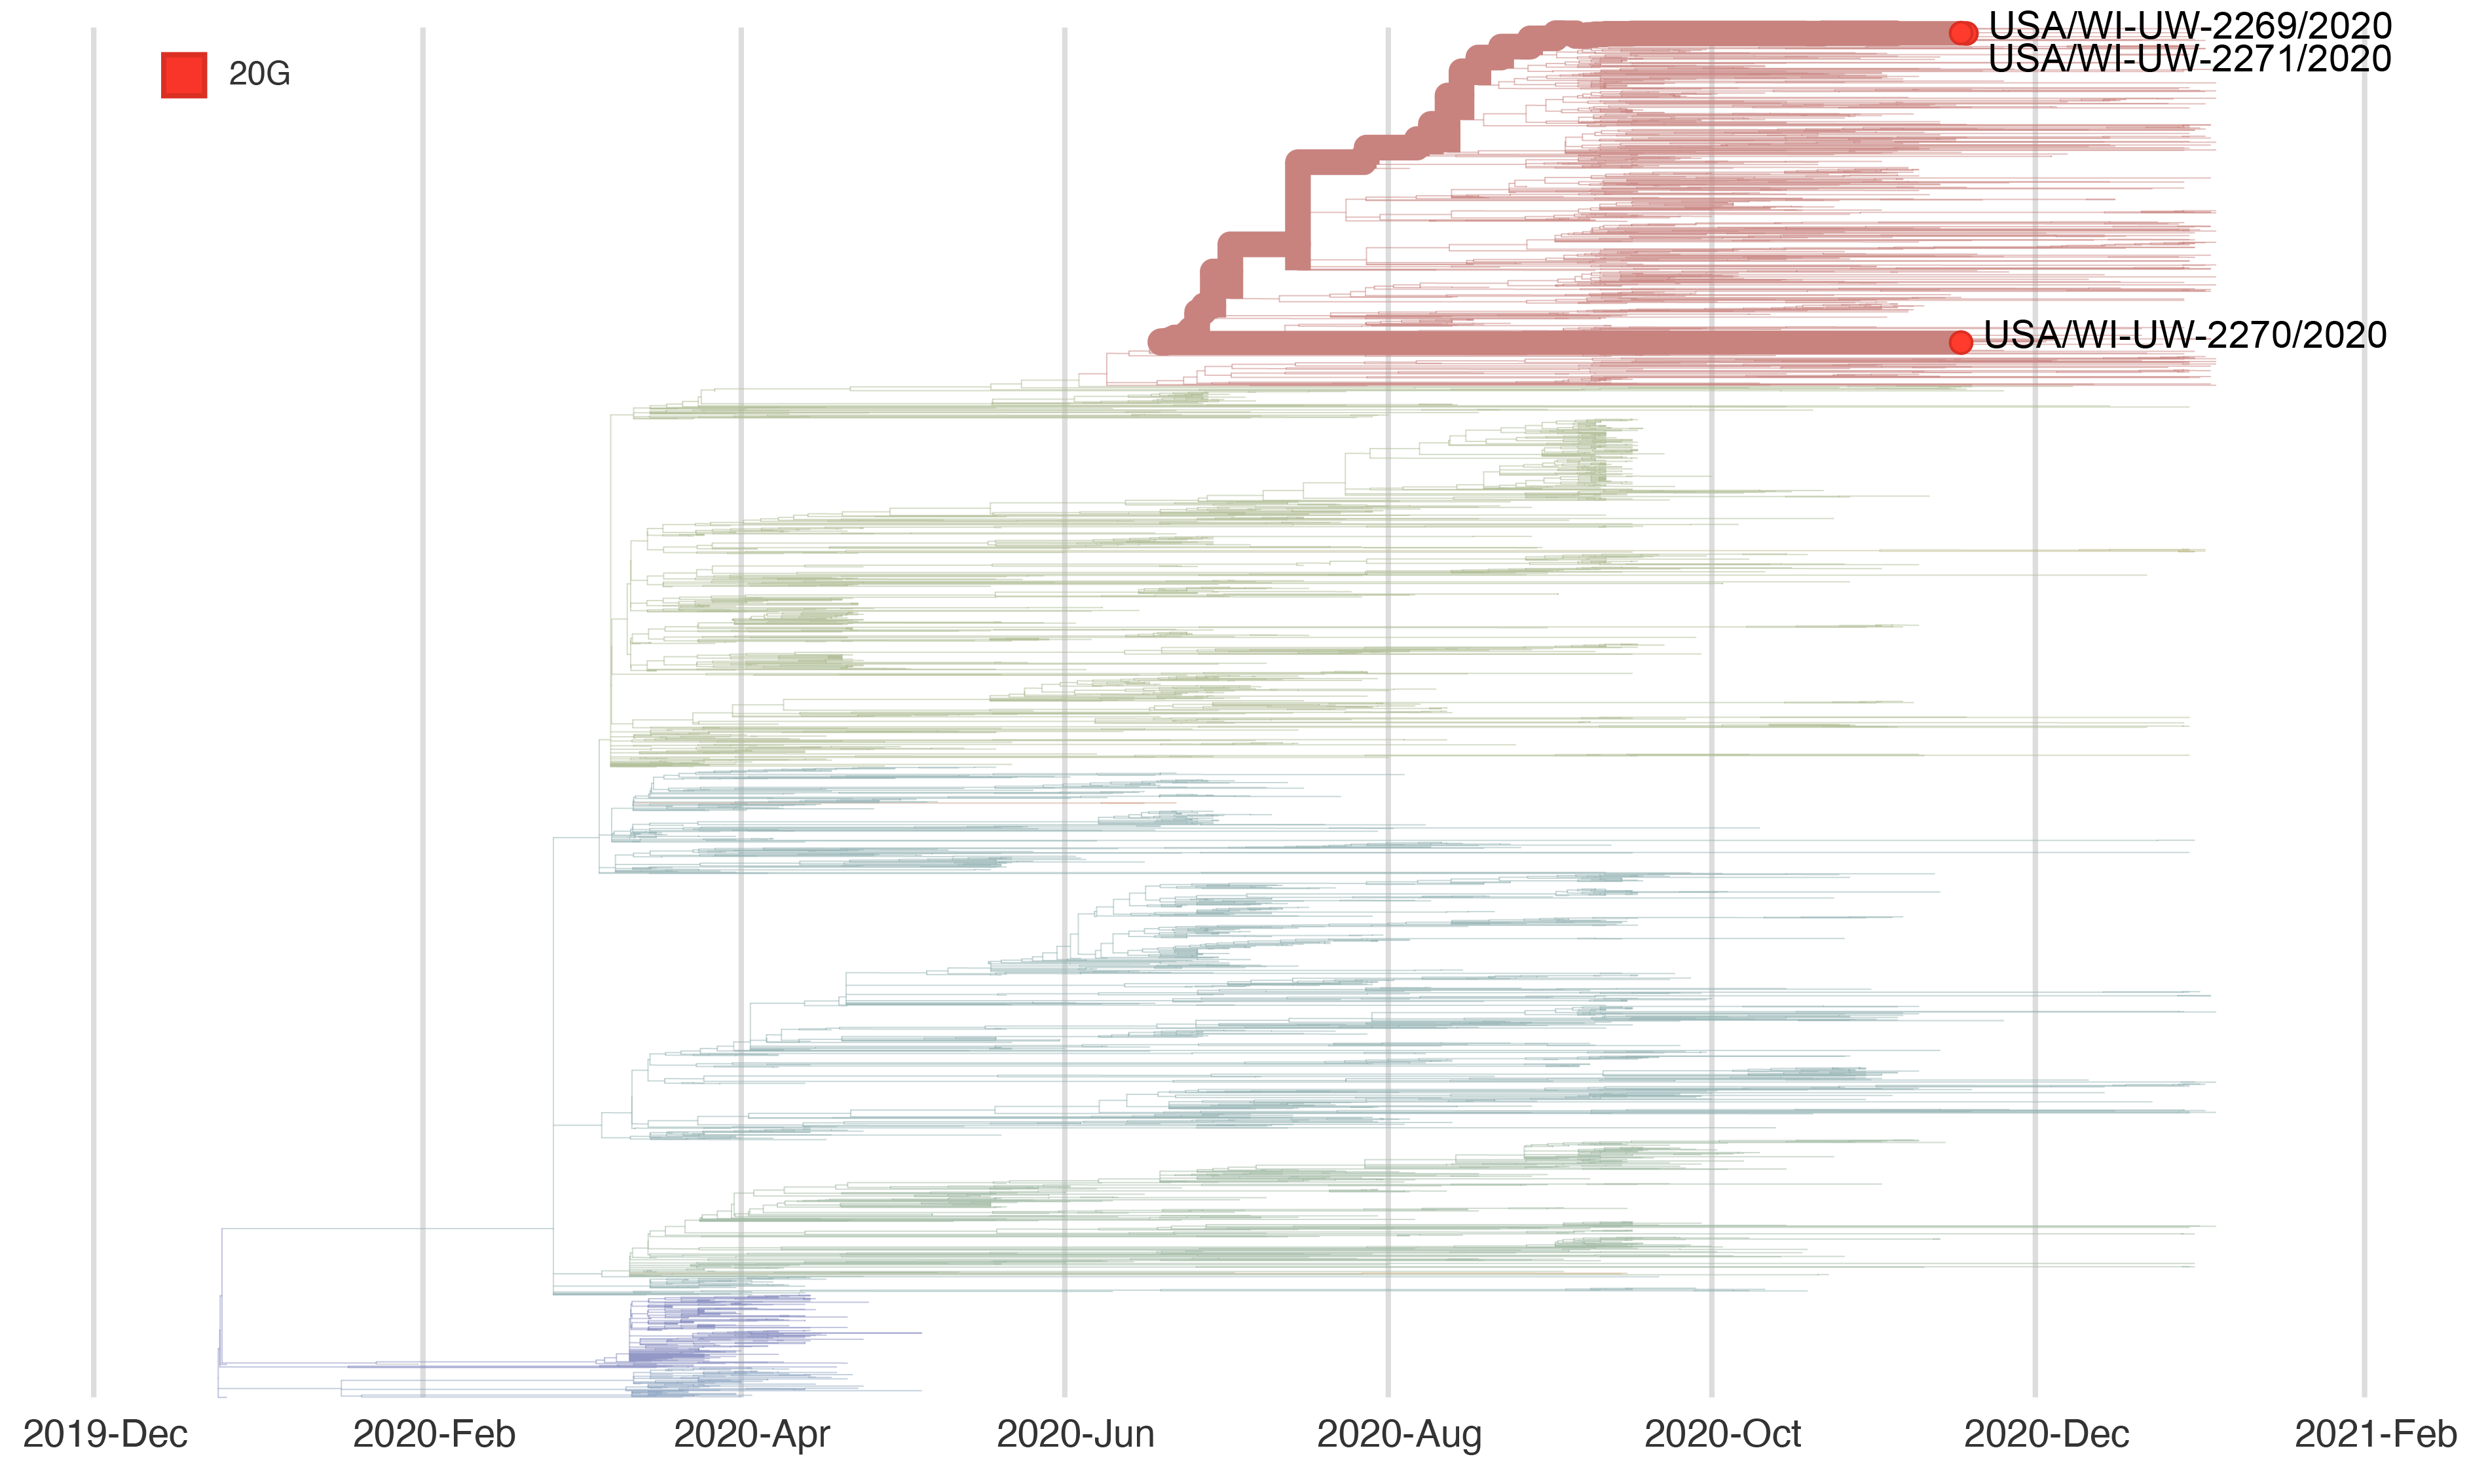 USA/WI-UW-2269/2020
20G
USA/WI-UW-2271/2020
USA/WI-UW-2270/2020
2019-Dec
2020-Feb
2020-Apr
2020-Jun
2020-Aug
2020-Oct
2020-Dec
2021-Feb